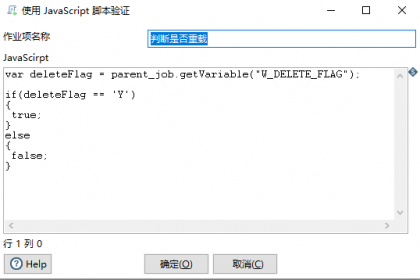 使用 JavaScript 脚本验证
作业项名称
判断是否重载
JavaScirpt
var deleteFlag = parent_job.getVariable("W_DELETE_FLAG");
if(deleteFlag == 'Y')
{
true;
}
else
{
false;
}
行 1 列 0
Help
确定(O)
取消(C)